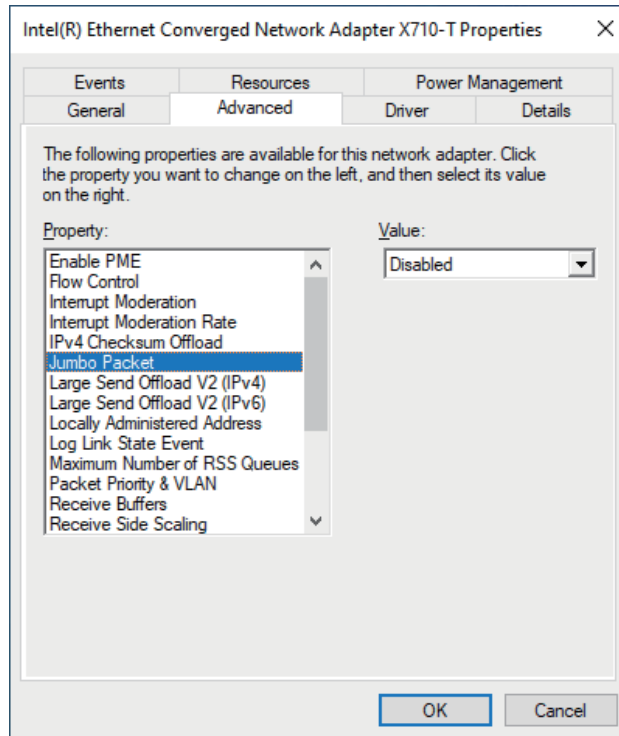 Intel(R) Ethernet Converged Network Adapter X710-T Properties
Events Resources Power Management
General Advanced Driver Details
The following properties are available for this network adapter. Click
the property you want to change on the left, and then select its value
on the right.
Property: Value:
Enable PME Disabled
Flow Control
Interrupt Moderation
Interrupt Moderation Rate
IPv4 Checksum Offload
Jumbo Packet
Large Send Offload V2 (IPv4)
Large Send Offload V2 (IPv6)
Locally Administered Address
Log Link State Event
Maximum Number of RSS Queues
Packet Priority & VLAN
Receive Buffers
Receive Side Scaling
OK Cancel